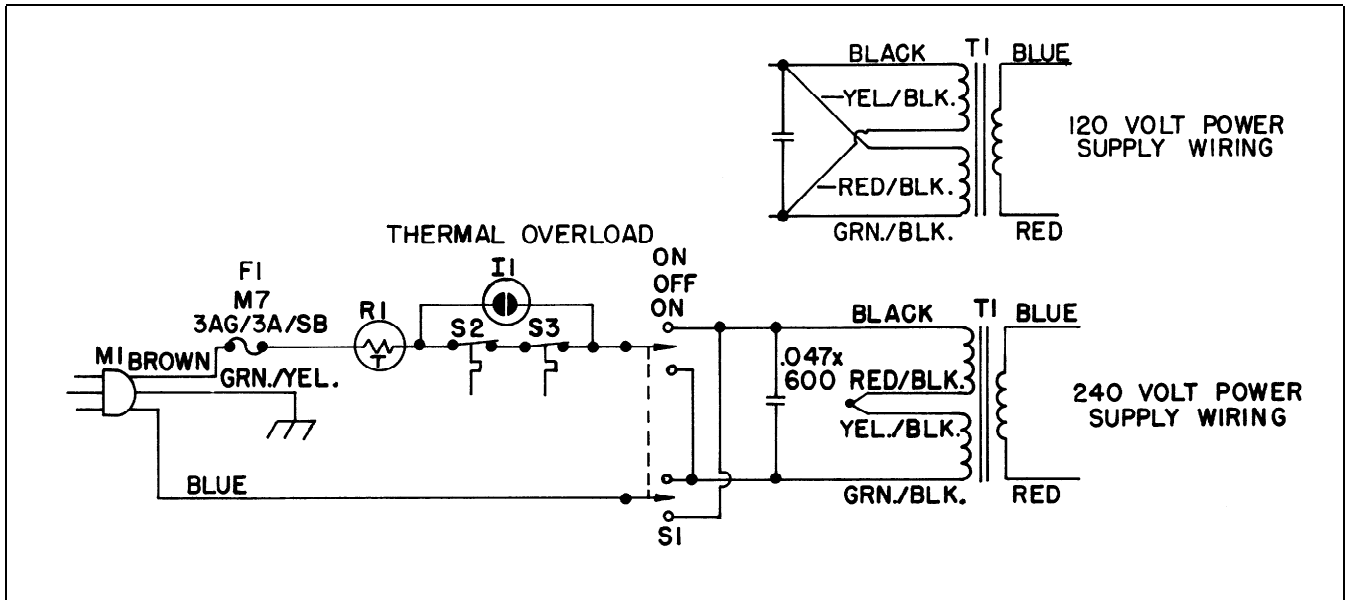 BLACK
T1
BLUE
YEL./BLK.
120 VOLT POWER
SUPPLY WIRING
RED/BLK.
GRN./BLK.
RED
THERMAL OVERLOAD
ON
OFF
ON
I1
F1
M7
3AG/3A/SB
R1
T
S2
S3
BLACK
T1
BLUE
M1
BROWN
GRN./YEL.
.047x
600
RED/BLK.
YEL./BLK.
240 VOLT POWER
SUPPLY WIRING
BLUE
GRN./BLK.
RED
S1